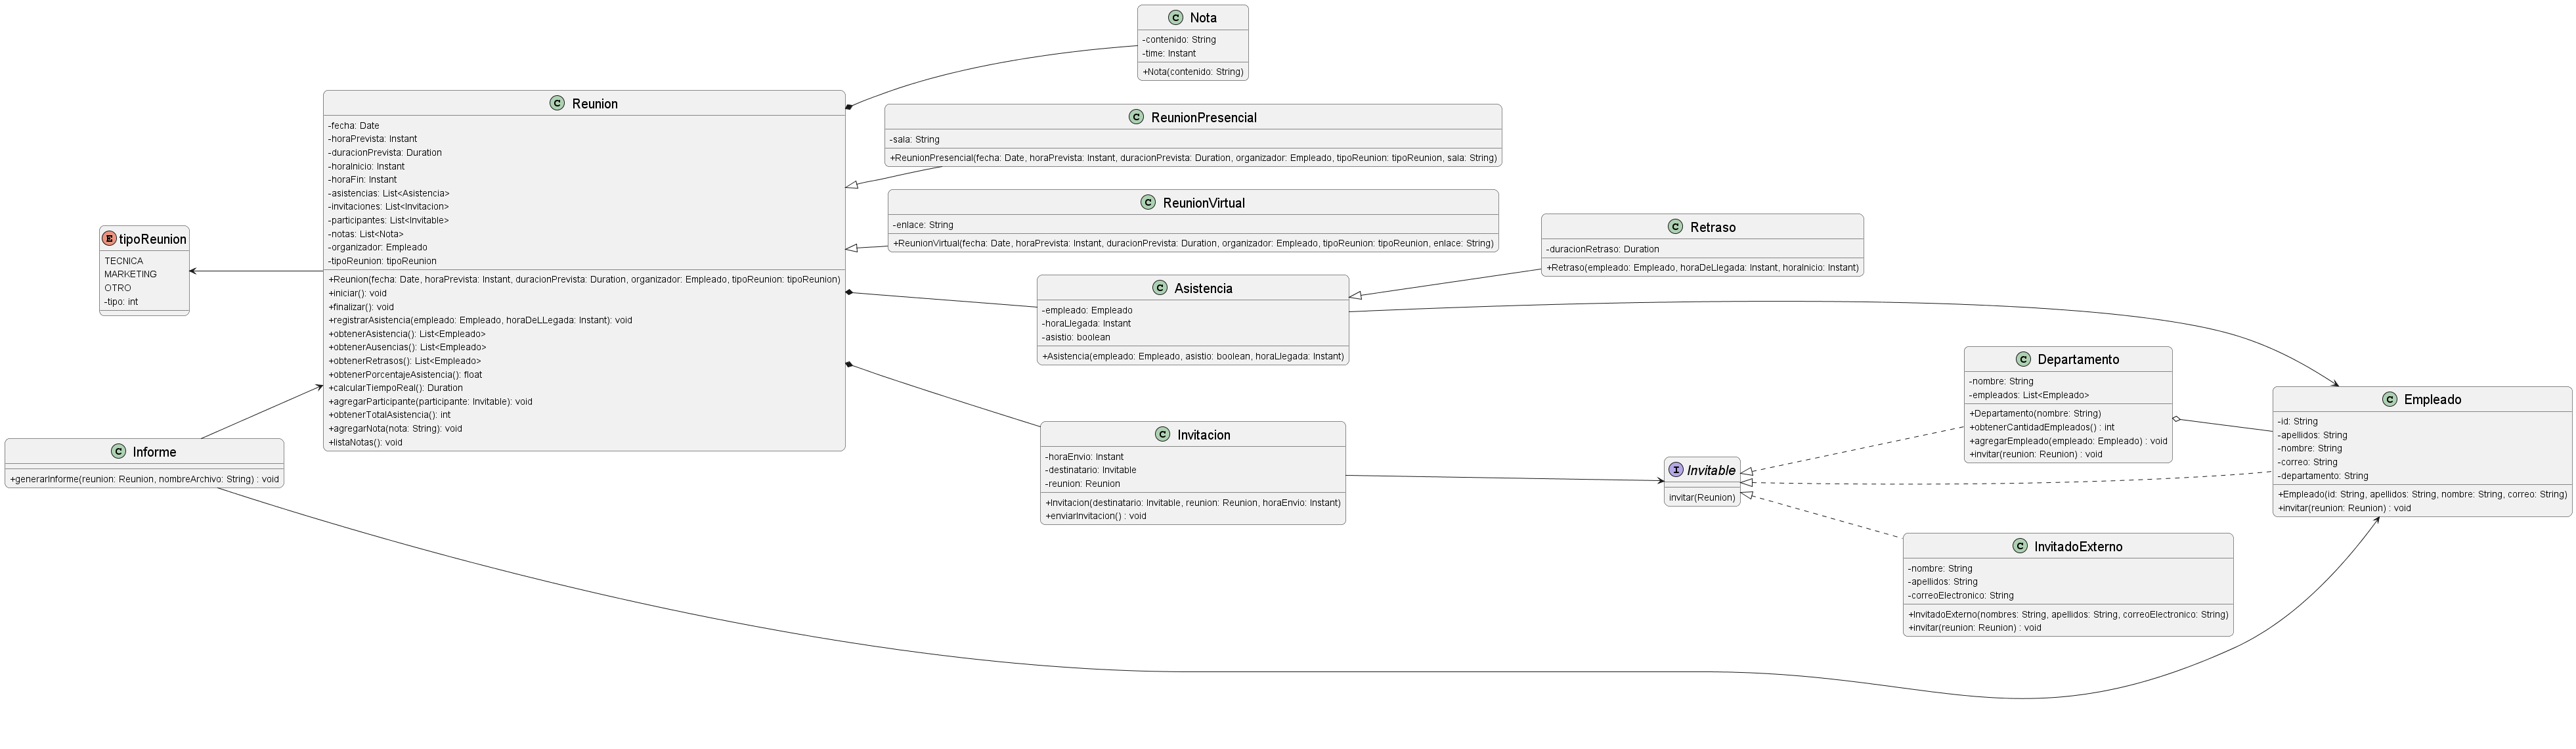 Nota
-contenido: String
-time: Instant
+Nota(contenido: String)
Reunion
-fecha: Date
-horaPrevista: Instant
-duracionPrevista: Duration
-horaInicio: Instant
-horaFin: Instant
-asistencias: List<Asistencia>
-invitaciones: List<Invitacion>
-participantes: List<Invitable>
-notas: List<Nota>
-organizador: Empleado
-tipoReunion: tipoReunion
+Reunion(fecha: Date, horaPrevista: Instant, duracionPrevista: Duration, organizador: Empleado, tipoReunion: tipoReunion)
+iniciar(): void
+finalizar(): void
+registrarAsistencia(empleado: Empleado, horaDeLLegada: Instant): void
+obtenerAsistencia(): List<Empleado>
+obtenerAusencias(): List<Empleado>
+obtenerRetrasos(): List<Empleado>
+obtenerPorcentajeAsistencia(): float
+calcularTiempoReal(): Duration
+agregarParticipante(participante: Invitable): void
+obtenerTotalAsistencia(): int
+agregarNota(nota: String): void
+listaNotas(): void
ReunionPresencial
-sala: String
+ReunionPresencial(fecha: Date, horaPrevista: Instant, duracionPrevista: Duration, organizador: Empleado, tipoReunion: tipoReunion, sala: String)
ReunionVirtual
-enlace: String
+ReunionVirtual(fecha: Date, horaPrevista: Instant, duracionPrevista: Duration, organizador: Empleado, tipoReunion: tipoReunion, enlace: String)
Retraso
-duracionRetraso: Duration
+Retraso(empleado: Empleado, horaDeLlegada: Instant, horaInicio: Instant)
tipoReunion
TECNICA
MARKETING
OTRO
-tipo: int
Asistencia
-empleado: Empleado
-horaLlegada: Instant
-asistio: boolean
+Asistencia(empleado: Empleado, asistio: boolean, horaLlegada: Instant)
Departamento
-nombre: String
-empleados: List<Empleado>
+Departamento(nombre: String)
+obtenerCantidadEmpleados() : int
+agregarEmpleado(empleado: Empleado) : void
+invitar(reunion: Reunion) : void
Empleado
-id: String
-apellidos: String
-nombre: String
-correo: String
-departamento: String
+Empleado(id: String, apellidos: String, nombre: String, correo: String)
+invitar(reunion: Reunion) : void
Informe
+generarInforme(reunion: Reunion, nombreArchivo: String) : void
Invitacion
-horaEnvio: Instant
-destinatario: Invitable
-reunion: Reunion
+Invitacion(destinatario: Invitable, reunion: Reunion, horaEnvio: Instant)
+enviarInvitacion() : void
Invitable
invitar(Reunion)
InvitadoExterno
-nombre: String
-apellidos: String
-correoElectronico: String
+InvitadoExterno(nombres: String, apellidos: String, correoElectronico: String)
+invitar(reunion: Reunion) : void